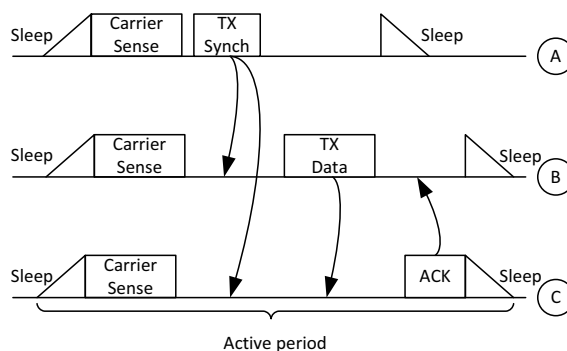 Sleep
Carrier
Sense
TX
Synch
Sleep
A
Sleep
Carrier
Sense
TX
Data
Sleep
B
Sleep
Carrier
Sense
ACK
Sleep
C
Active period